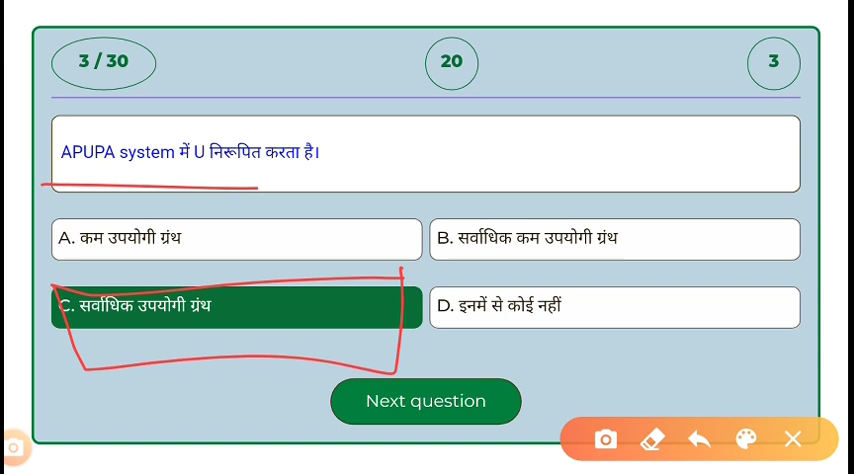 3 / 30
20
3
APUPA system में U निरूपित करता है।
A. कम उपयोगी ग्रंथ
B. सर्वाधिक कम उपयोगी ग्रंथ
C. सर्वाधिक उपयोगी ग्रंथ
D. इनमें से कोई नहीं
Next question